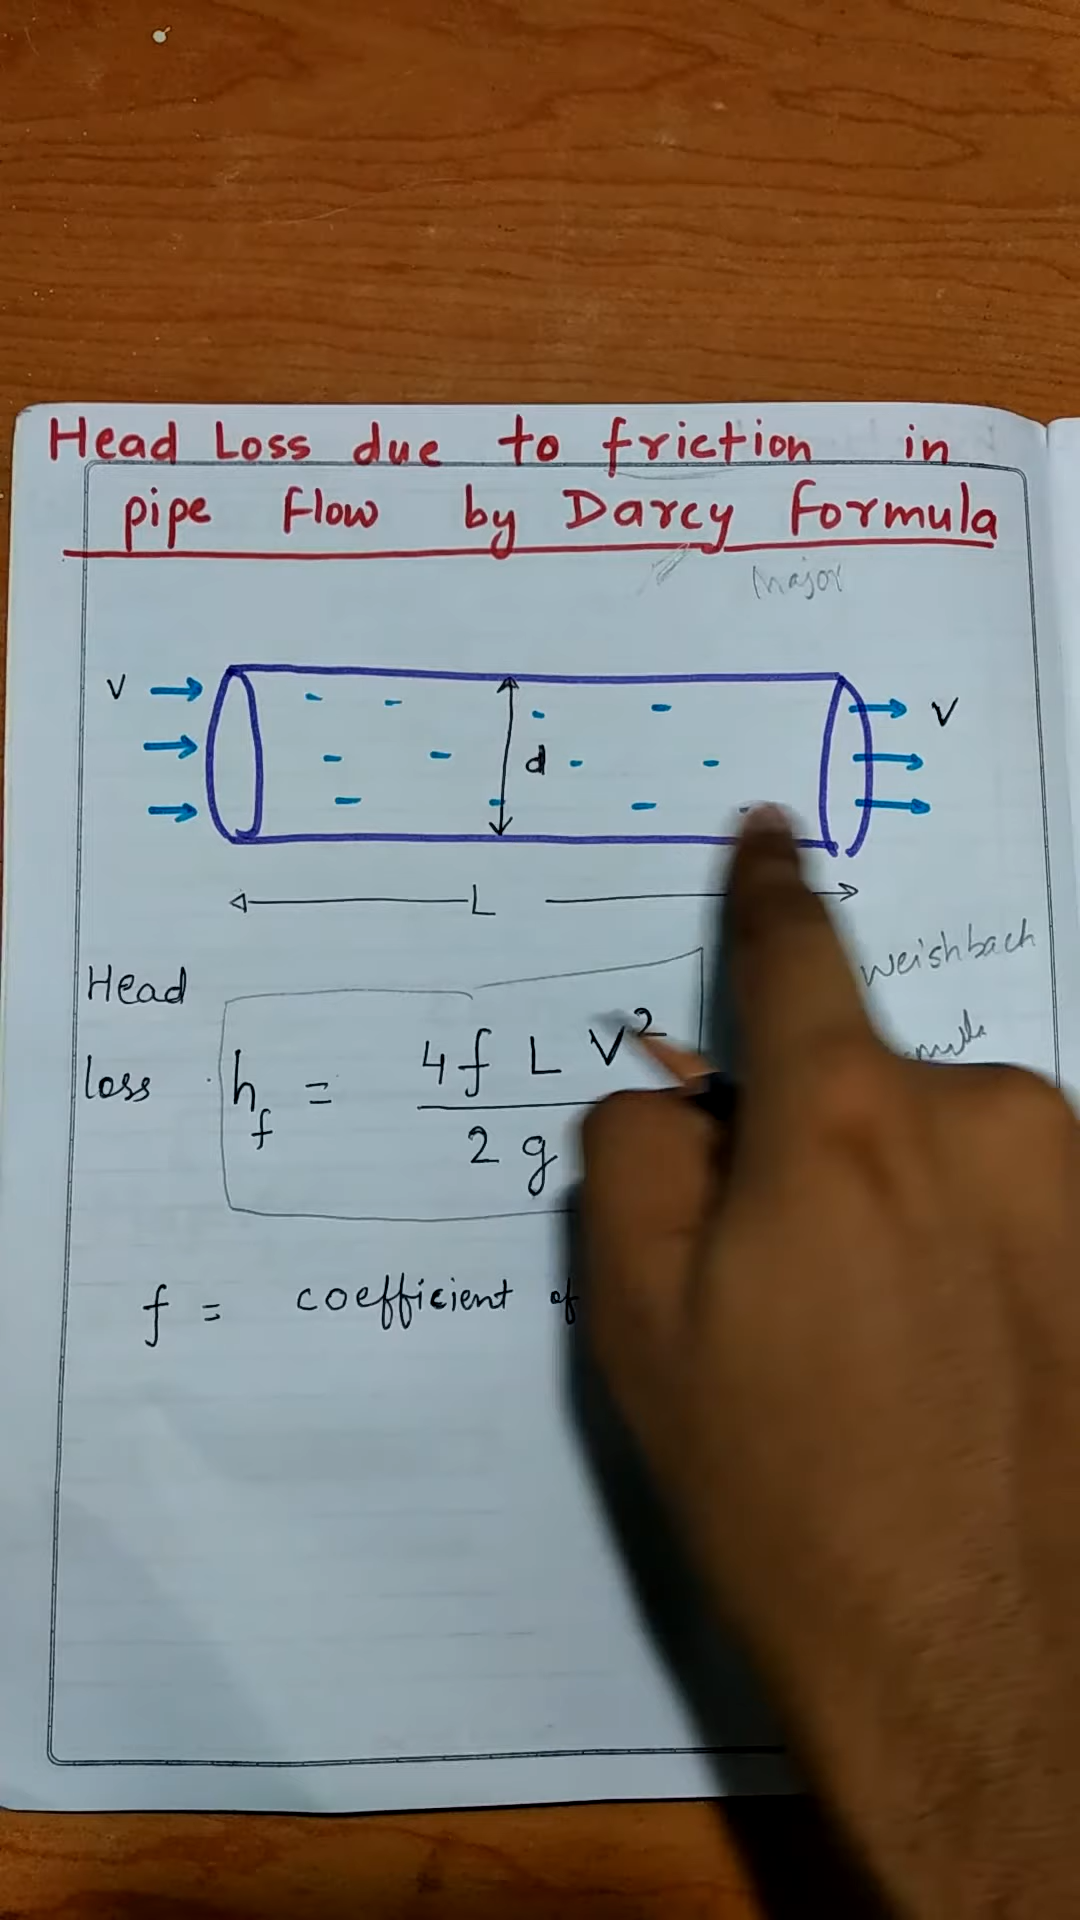 Head Loss due to friction in
pipe flow by Darcy Formula
major
V
V
d
L
Weishbach
Head
loss
h_f = 4 f L V²
2 g
f = coefficient of